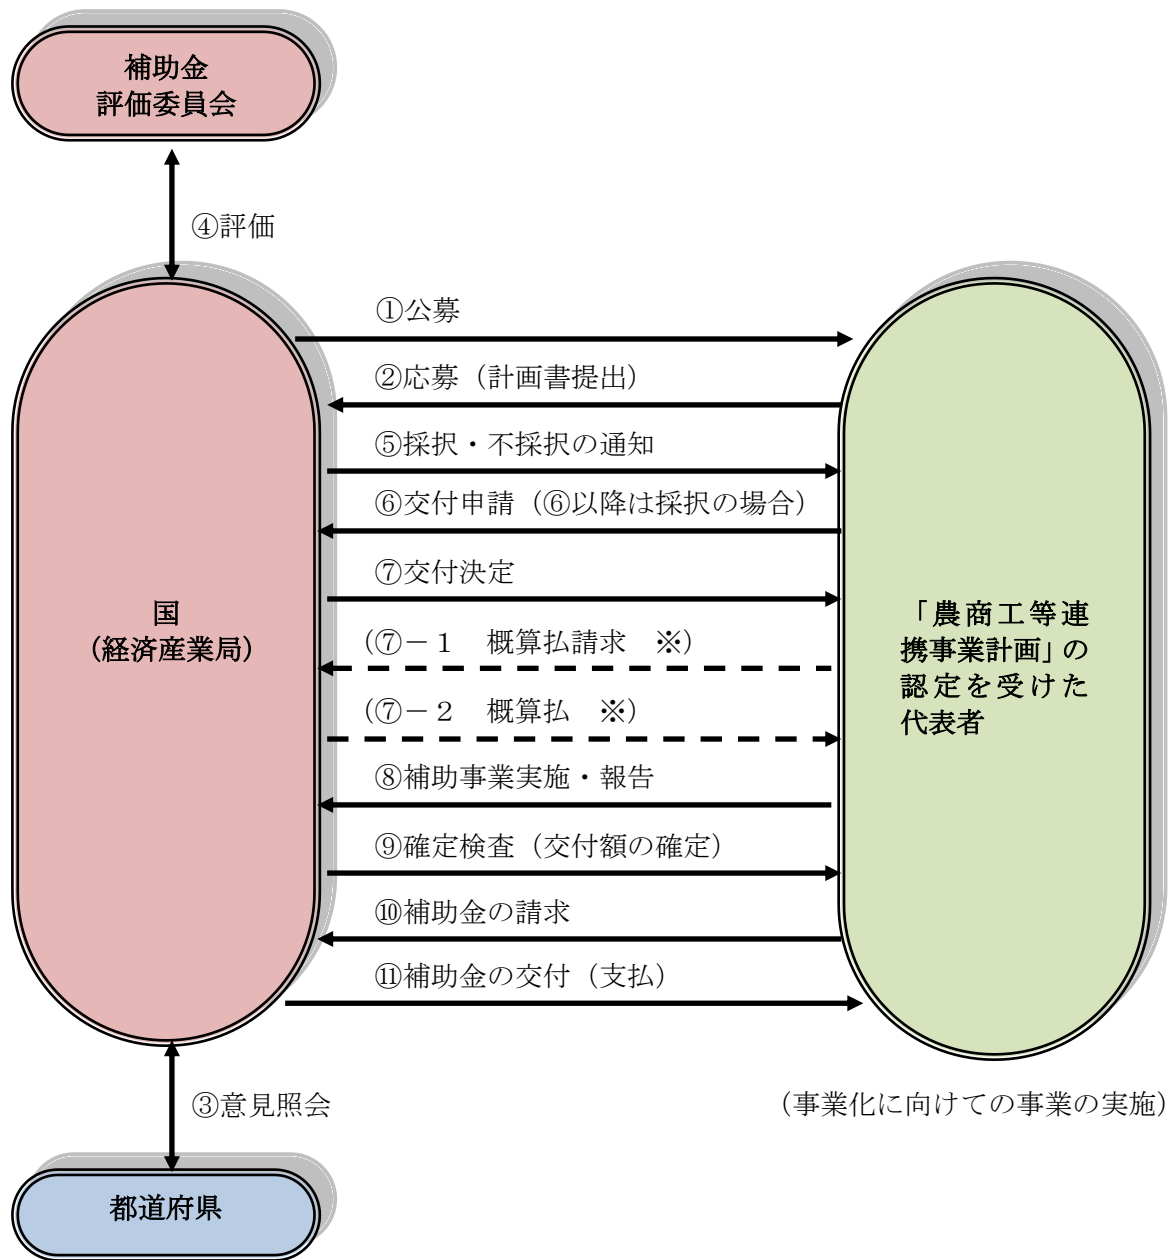 補助金
評価委員会
④評価
①公募
②応募（計画書提出）
⑤採択・不採択の通知
⑥交付申請（⑥以降は採択の場合）
⑦交付決定
（⑦－１　概算払請求　※）
（⑦－２　概算払　※）
⑧補助事業実施・報告
⑨確定検査（交付額の確定）
⑩補助金の請求
⑪補助金の交付（支払）
国
（経済産業局）
「農商工等連
携事業計画」の
認定を受けた
代表者
③意見照会
（事業化に向けての事業の実施）
都道府県